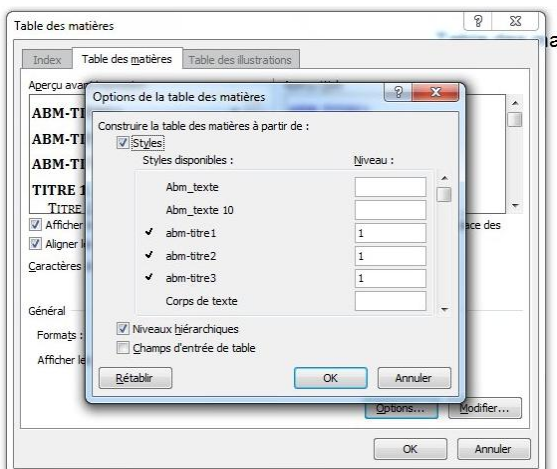 Table des matières
Index
Table des matières
Table des illustrations
Aperçu
Options de la table des matières
Construire la table des matières à partir de :
Styles
Styles disponibles :
Niveau :
Abm_texte
Abm_texte 10
abm-titre1
1
abm-titre2
1
abm-titre3
1
Corps de texte
Niveaux hiérarchiques
Champs d'entrée de table
Rétablir
OK
Annuler
ABM-TI
ABM-TI
ABM-TI
TITRE 1
TITRE
Afficher
des
Aligner
Caractères
Général
Formats :
Afficher
Options...
Modifier...
OK
Annuler